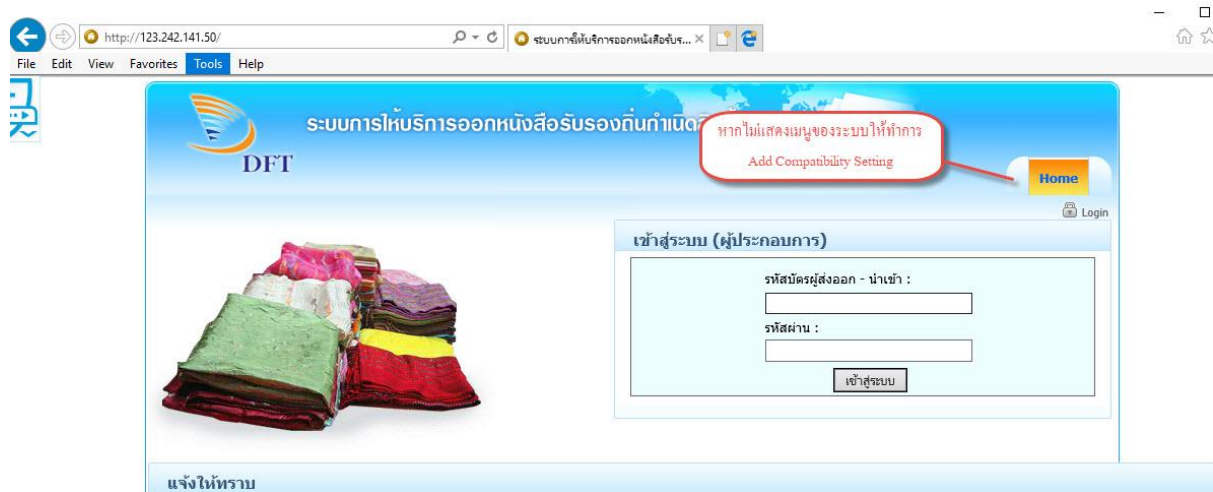 http://123.242.141.50/
ระบบการให้บริการออกหนังสือรับร...
File Edit View Favorites Tools Help
ระบบการให้บริการออกหนังสือรับรองถิ่นกำเนิด
หากไม่แสดงเมนูของระบบให้ทำการ
Add Compatibility Setting
DFT
Home
Login
เข้าสู่ระบบ (ผู้ประกอบการ)
รหัสบัตรผู้ส่งออก - นำเข้า :
รหัสผ่าน :
เข้าสู่ระบบ
แจ้งให้ทราบ